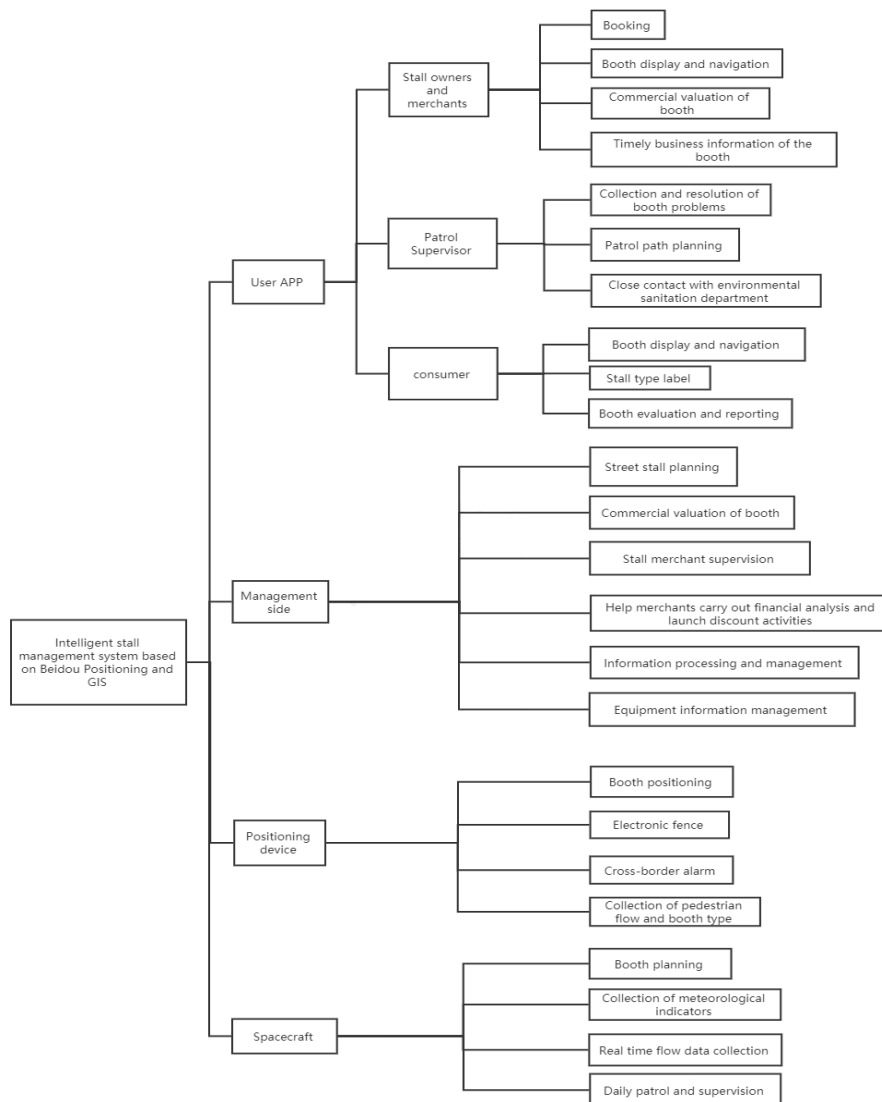 Intelligent stall
management system based
on Beidou Positioning and
GIS
User APP
Stall owners
and
merchants
Booking
Booth display and navigation
Commercial valuation of
booth
Timely business information of the
booth
Patrol
Supervisor
Collection and resolution of
booth problems
Patrol path planning
Close contact with environmental
sanitation department
consumer
Booth display and navigation
Stall type label
Booth evaluation and reporting
Management
side
Street stall planning
Commercial valuation of booth
Stall merchant supervision
Help merchants carry out financial analysis and
launch discount activities
Information processing and management
Equipment information management
Positioning
device
Booth positioning
Electronic fence
Cross-border alarm
Collection of pedestrian
flow and booth type
Spacecraft
Booth planning
Collection of meteorological
indicators
Real time flow data collection
Daily patrol and supervision